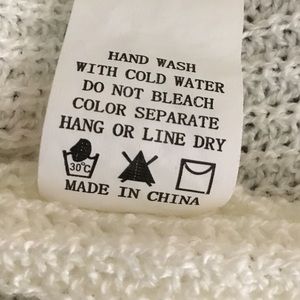 HAND WASH
WITH COLD WATER
DO NOT BLEACH
COLOR SEPARATE
HANG OR LINE DRY
30°C
MADE IN CHINA